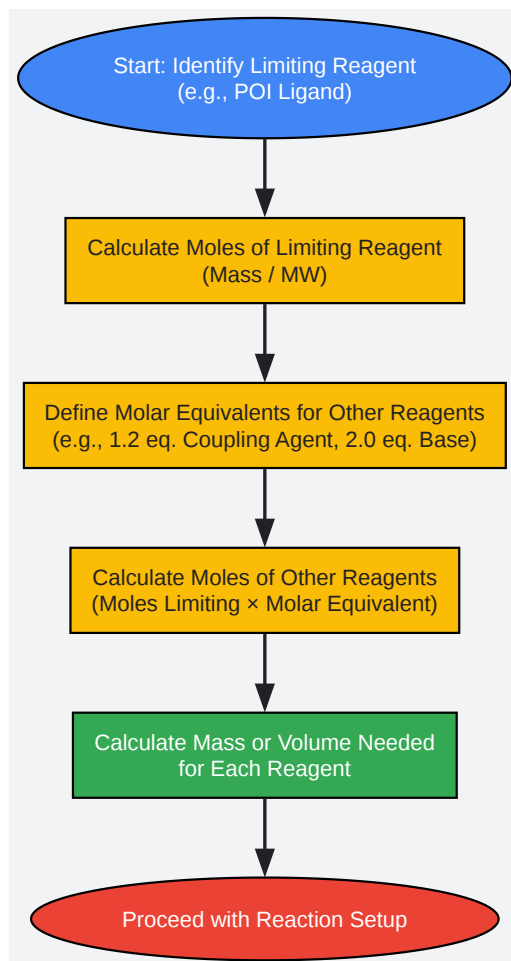 Start: Identify Limiting Reagent
(e.g., POI Ligand)
Calculate Moles of Limiting Reagent
(Mass / MW)
Define Molar Equivalents for Other Reagents
(e.g., 1.2 eq. Coupling Agent, 2.0 eq. Base)
Calculate Moles of Other Reagents
(Moles Limiting × Molar Equivalent)
Calculate Mass or Volume Needed
for Each Reagent
Proceed with Reaction Setup